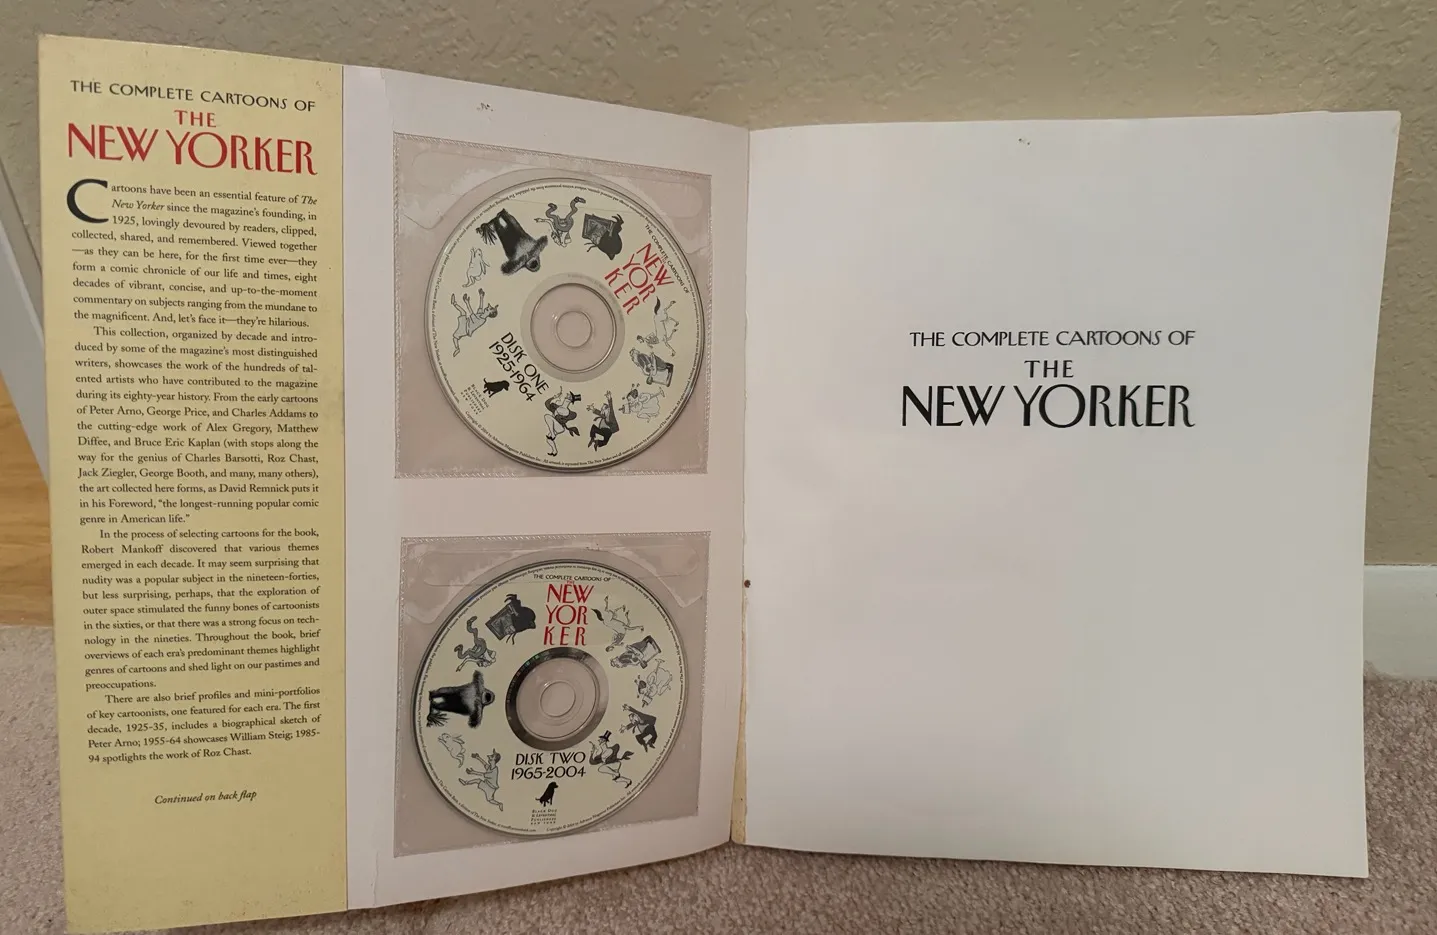 THE COMPLETE CARTOONS OF
THE
NEW YORKER
Cartoons have been an essential feature of The
New Yorker since the magazine's founding, in
1925, lovingly devoured by readers, clipped,
collected, shared, and remembered. Viewed together
—as they can be here, for the first time ever—they
form a comic chronicle of our life and times, eight
decades of vibrant, concise, and up-to-the-moment
commentary on subjects ranging from the mundane to
the magnificent. And, let's face it—they're hilarious.
This collection, organized by decade and intro-
duced by some of the magazine's most distinguished
writers, showcases the work of the hundreds of tal-
ented artists who have contributed to the magazine
during its eighty-year history. From the early cartoons
of Peter Arno, George Price, and Charles Addams to
the cutting-edge work of Alex Gregory, Matthew
Diffee, and Bruce Eric Kaplan (with stops along the
way for the genius of Charles Barsotti, Roz Chast,
Jack Ziegler, George Booth, and many, many others),
the art collected here forms, as David Remnick puts it
in his Foreword, "the longest-running popular comic
genre in American life."
In the process of selecting cartoons for the book,
Robert Mankoff discovered that various themes
emerged in each decade. It may seem surprising that
nudity was a popular subject in the nineteen-forties,
but less surprising, perhaps, that the exploration of
outer space stimulated the funny bones of cartoonists
in the sixties, or that there was a strong focus on tech-
nology in the nineties. Throughout the book, brief
overviews of each era's predominant themes highlight
genres of cartoons and shed light on our pastimes and
preoccupations.
There are also brief profiles and mini-portfolios
of key cartoonists, one featured for each era. The first
decade, 1925-35, includes a biographical sketch of
Peter Arno; 1955-64 showcases William Steig; 1985-
94 spotlights the work of Roz Chast.
Continued on back flap
THE COMPLETE CARTOONS OF
NEW
YOR
KER
DISK ONE
1925-1964
THE COMPLETE CARTOONS OF
THE
NEW
YOR
KER
DISK TWO
1965-2004
BLACK DOG
& LEVENTHAL
PUBLISHERS
NEW YORK
THE COMPLETE CARTOONS OF
THE
NEW YORKER